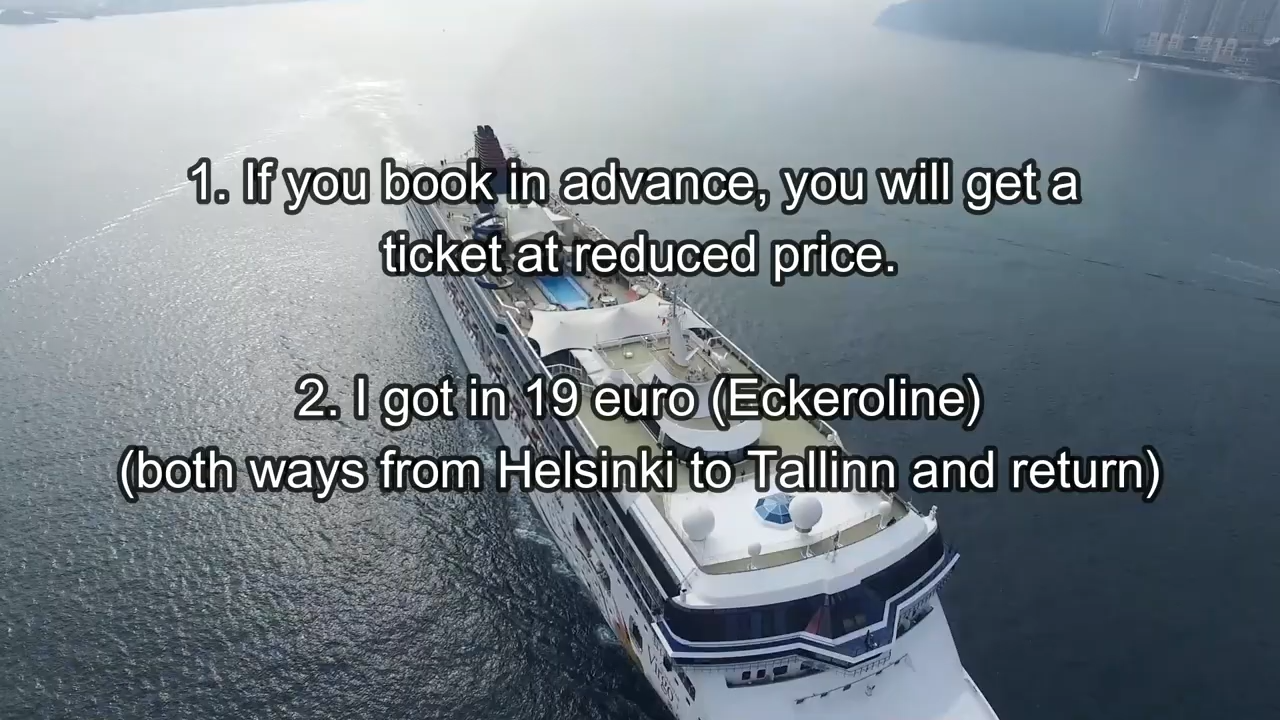 1. If you book in advance, you will get a
ticket at reduced price.
2. I got in 19 euro (Eckeroline)
(both ways from Helsinki to Tallinn and return)